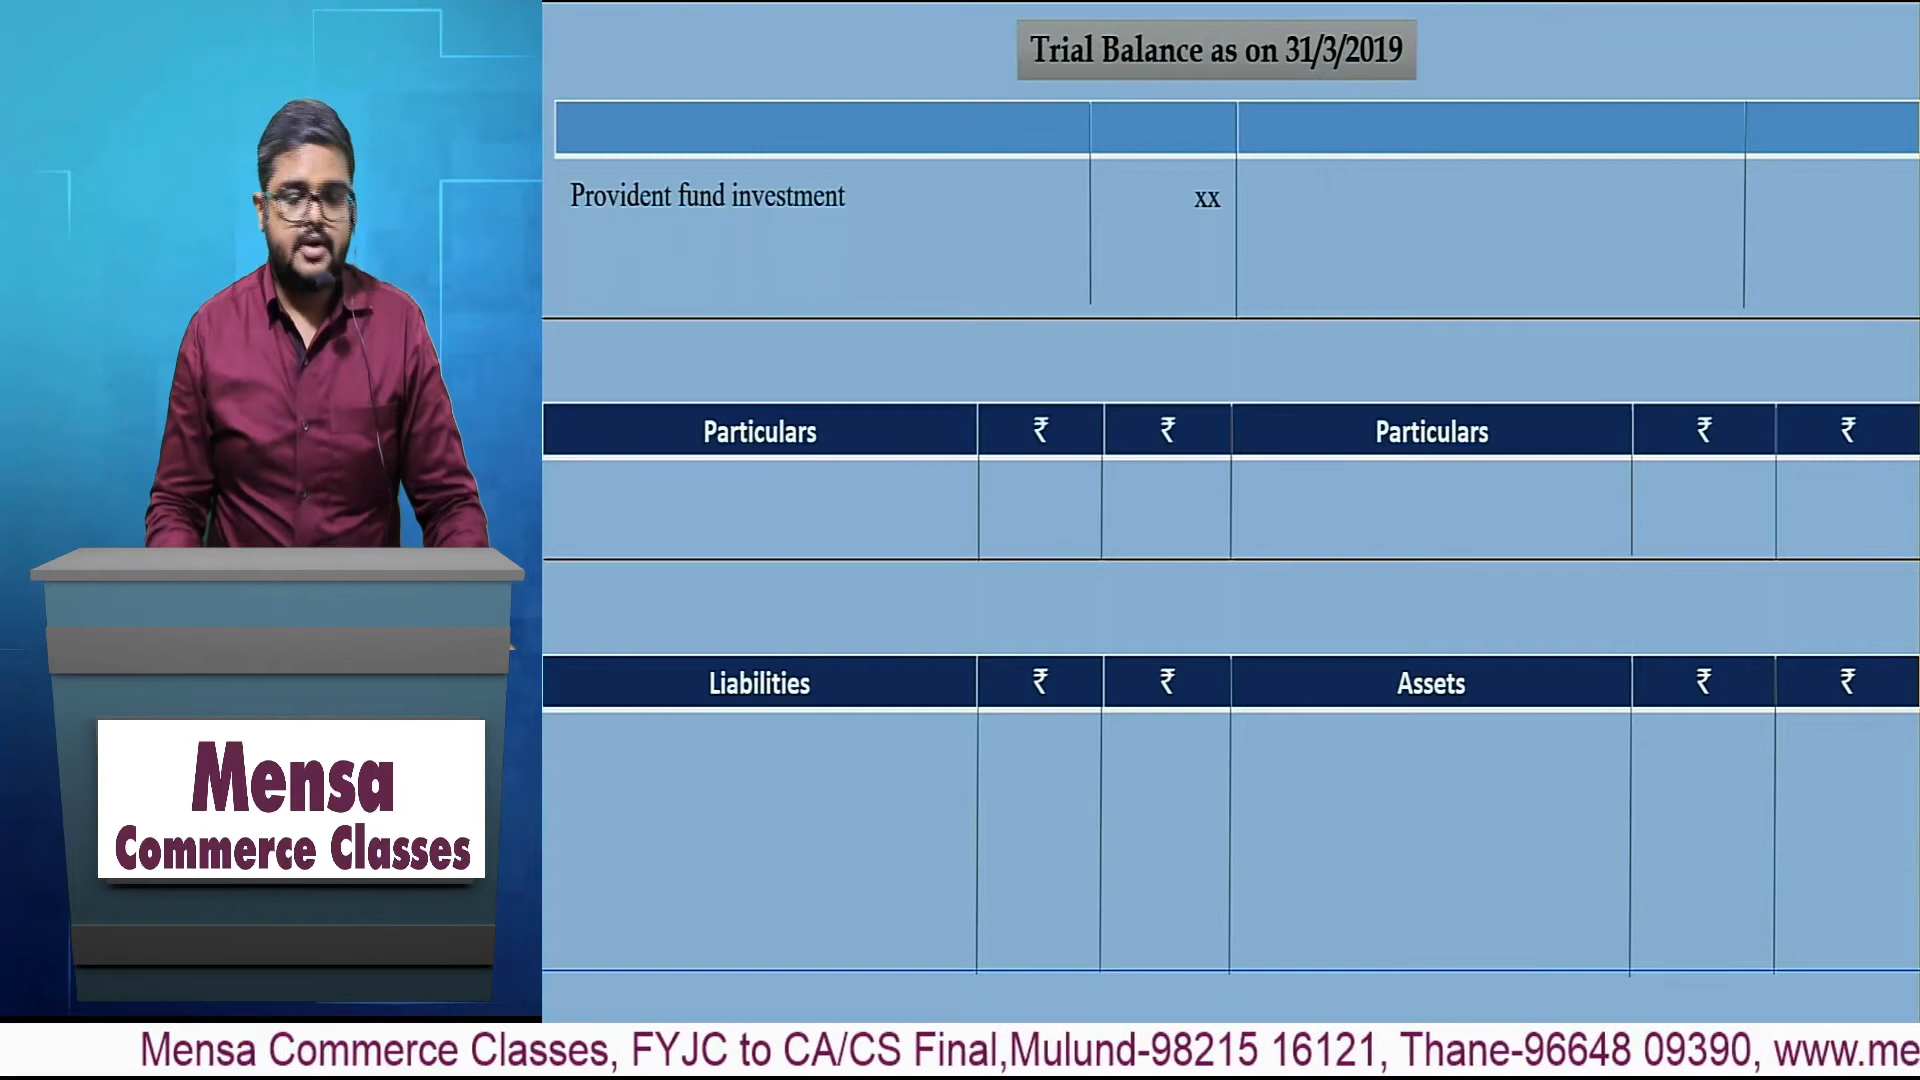 Trial Balance as on 31/3/2019
Provident fund investment xx
Particulars ₹ ₹ Particulars ₹ ₹
Liabilities ₹ ₹ Assets ₹ ₹
Mensa
Commerce Classes
Mensa Commerce Classes, FYJC to CA/CS Final,Mulund-98215 16121, Thane-96648 09390, www.me